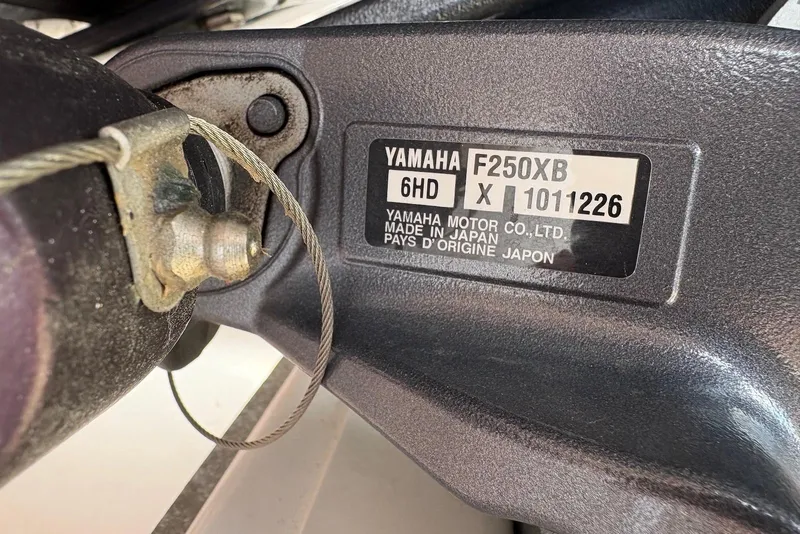 YAMAHA F250XB
6HD X 1011226
YAMAHA MOTOR CO.,LTD.
MADE IN JAPAN
PAYS D'ORIGINE JAPON